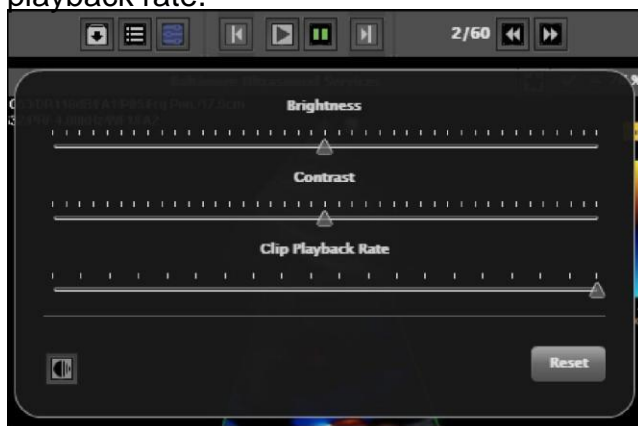 playback rate.
2/60
Brightness
Contrast
Clip Playback Rate
Reset